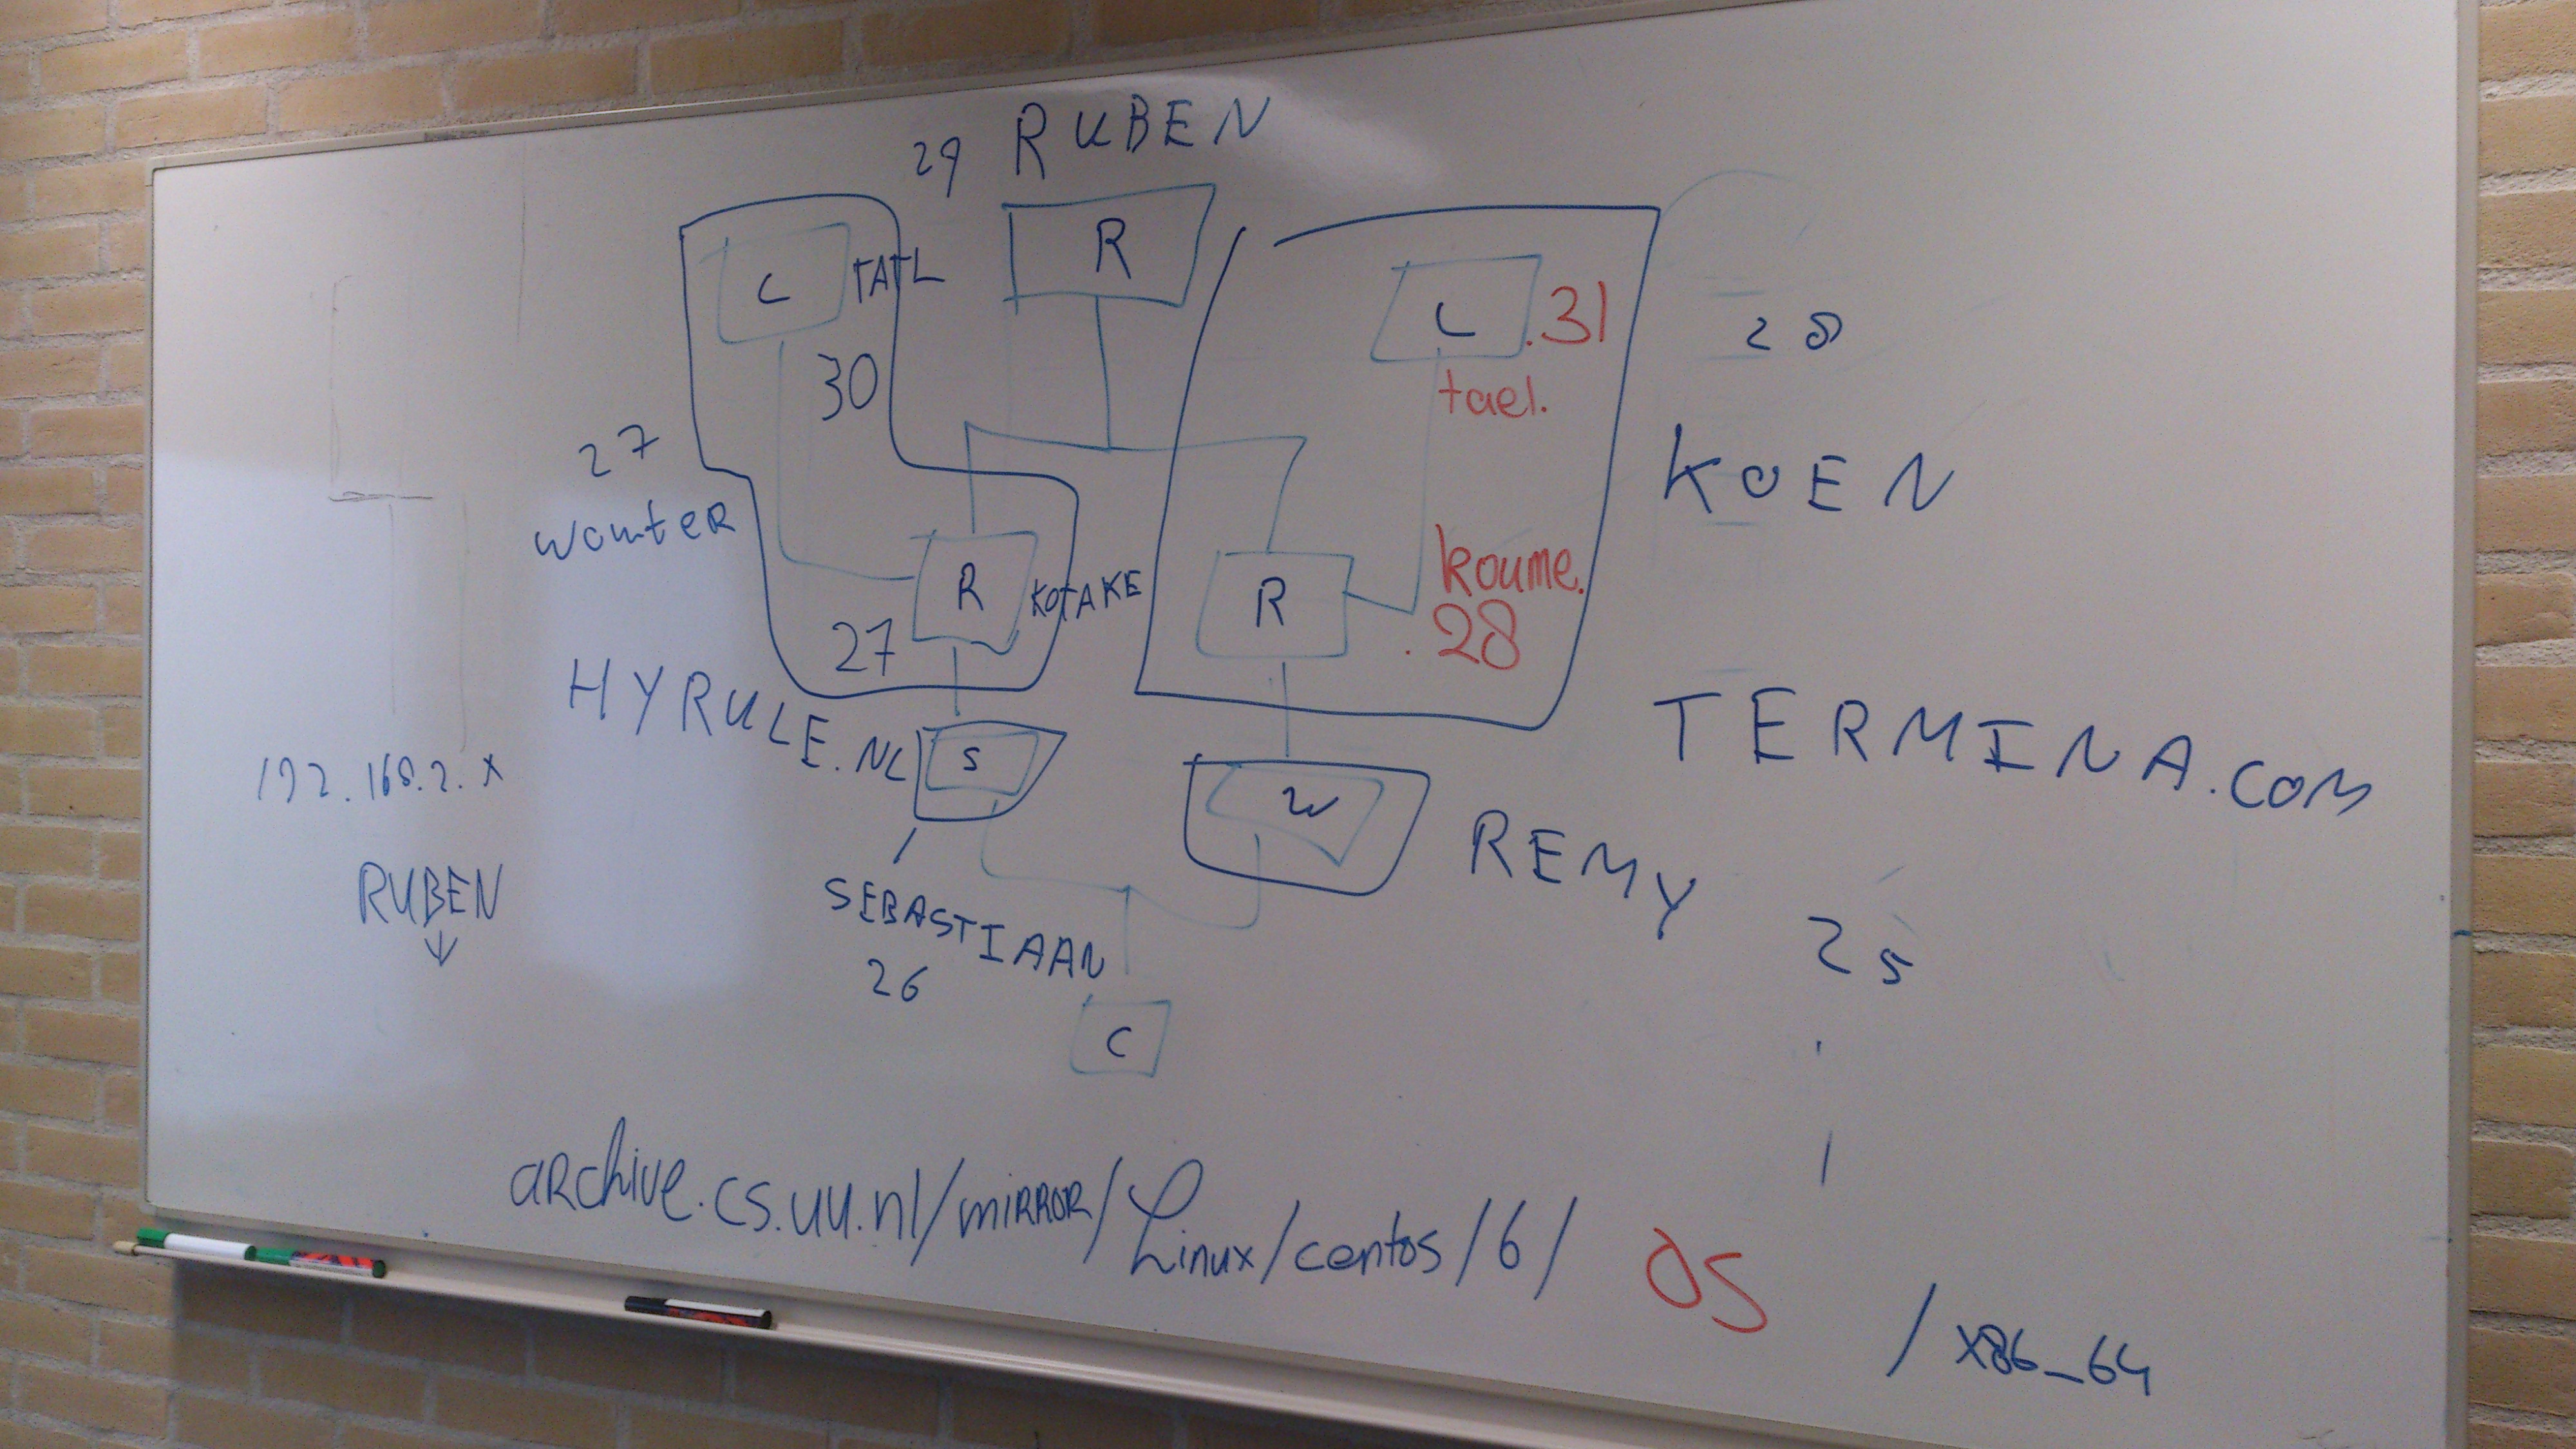 29 RUBEN
R
C TATL
30
C .31
tael.
28
KOEN
27
wouter
R KOTAKE
27
R
koume.
.28
HYRULE.NL
S
TERMINA.COM
192.168.2.x
W
REMY
25
RUBEN
↓
SEBASTIAAN
26
C
archive.cs.uu.nl/mirror/Linux/centos/6/ OS /x86_64